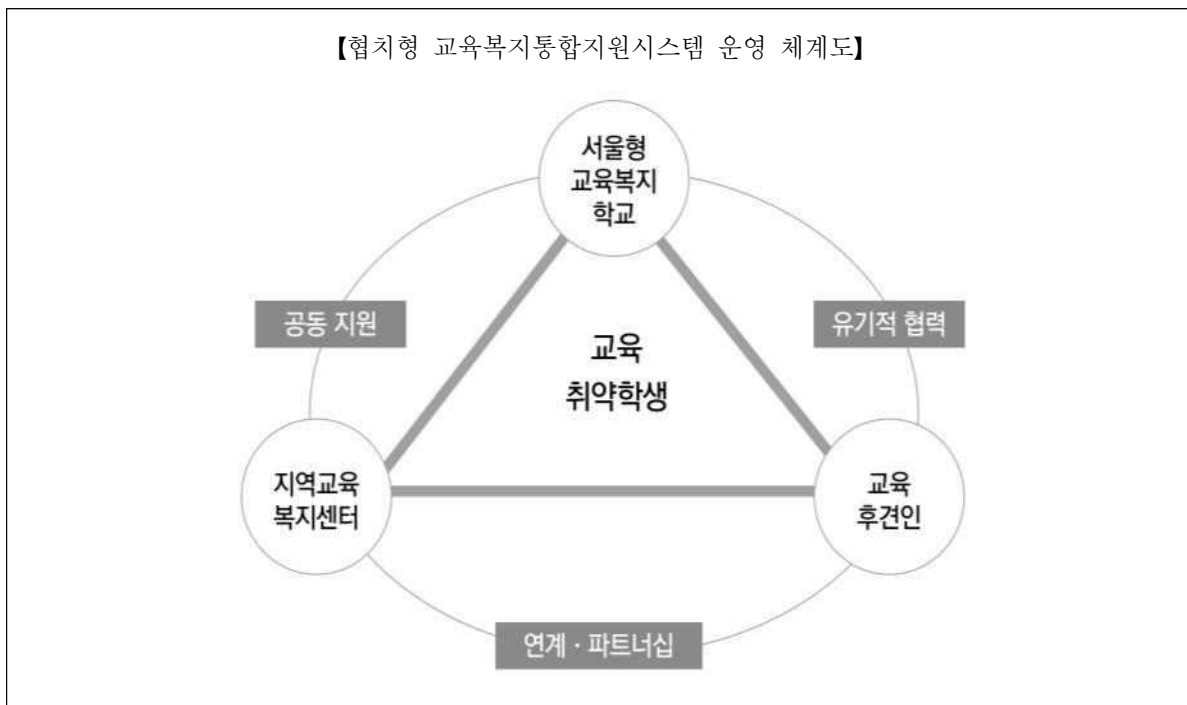 【협치형 교육복지통합지원시스템 운영 체계도】
서울형
교육복지
학교
공동 지원
유기적 협력
교육
취약학생
지역교육
복지센터
교육
후견인
연계 · 파트너십